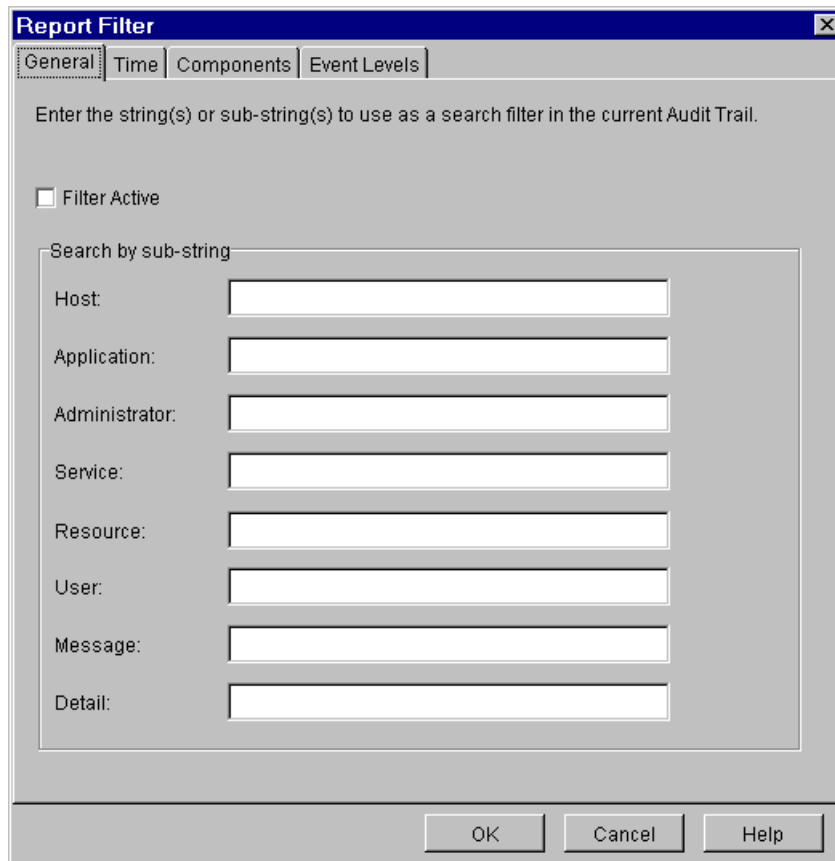 Report Filter
General Time Components Event Levels
Enter the string(s) or sub-string(s) to use as a search filter in the current Audit Trail.
Filter Active
Search by sub-string
Host:
Application:
Administrator:
Service:
Resource:
User:
Message:
Detail:
OK Cancel Help